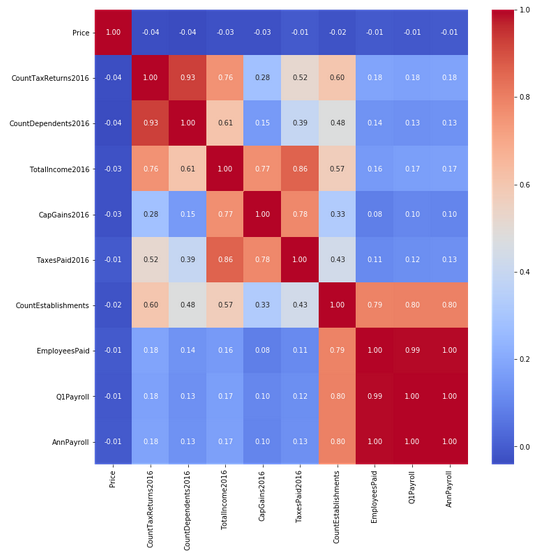 Price 1.00 -0.04 -0.04 -0.03 -0.03 -0.01 -0.02 -0.01 -0.01 -0.01
CountTaxReturns2016 -0.04 1.00 0.93 0.76 0.28 0.52 0.60 0.18 0.18 0.18
CountDependents2016 -0.04 0.93 1.00 0.61 0.15 0.39 0.48 0.14 0.13 0.13
TotalIncome2016 -0.03 0.76 0.61 1.00 0.77 0.86 0.57 0.16 0.17 0.17
CapGains2016 -0.03 0.28 0.15 0.77 1.00 0.78 0.33 0.08 0.10 0.10
TaxesPaid2016 -0.01 0.52 0.39 0.86 0.78 1.00 0.43 0.11 0.12 0.13
CountEstablishments -0.02 0.60 0.48 0.57 0.33 0.43 1.00 0.79 0.80 0.80
EmployeesPaid -0.01 0.18 0.14 0.16 0.08 0.11 0.79 1.00 0.99 1.00
Q1Payroll -0.01 0.18 0.13 0.17 0.10 0.12 0.80 0.99 1.00 1.00
AnnPayroll -0.01 0.18 0.13 0.17 0.10 0.13 0.80 1.00 1.00 1.00
Price
CountTaxReturns2016
CountDependents2016
TotalIncome2016
CapGains2016
TaxesPaid2016
CountEstablishments
EmployeesPaid
Q1Payroll
AnnPayroll
1.0
0.8
0.6
0.4
0.2
0.0